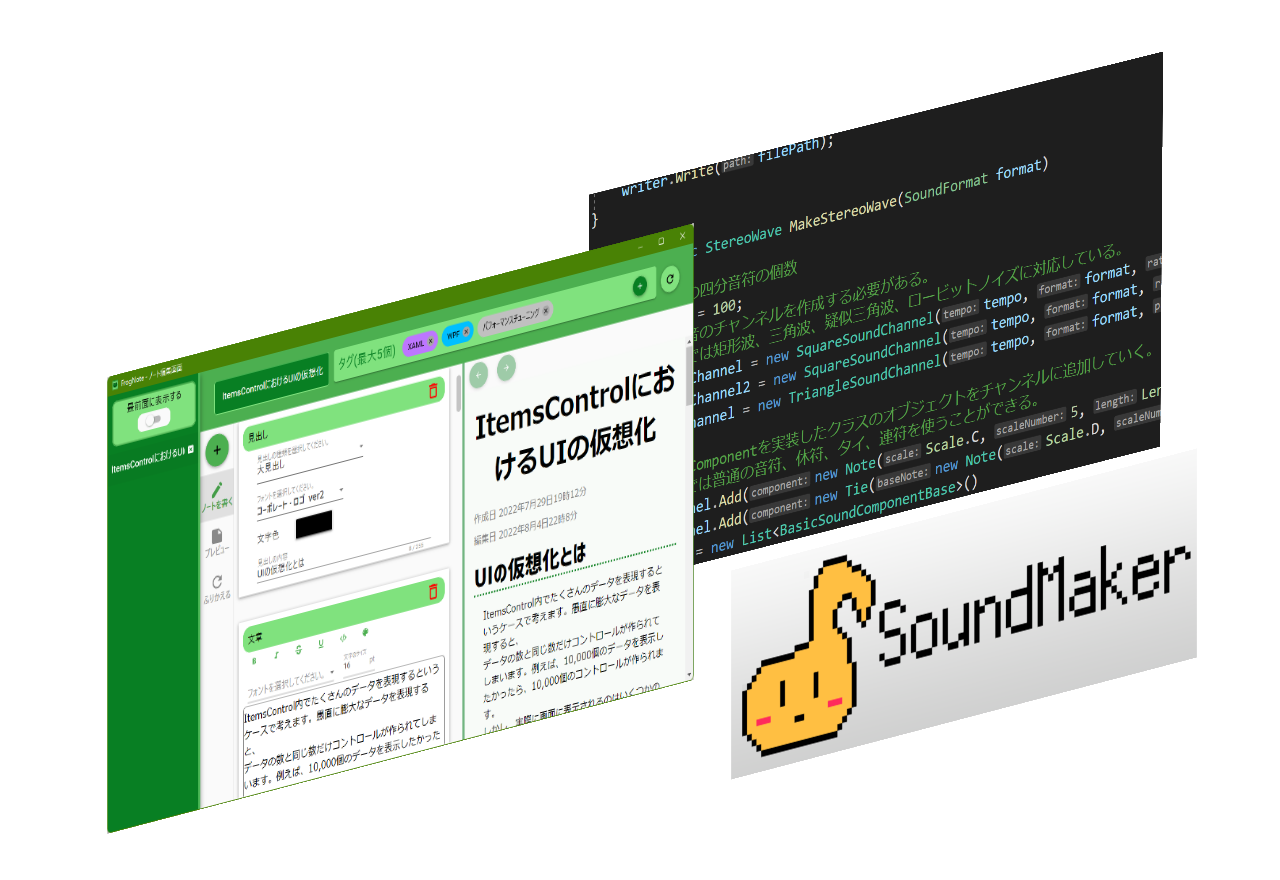 FrogNote - ノート編集画面
最前面に表示する
ItemsControlにおけるUI
ItemsControlにおけるUIの仮想化
タグ(最大5個)
XAML
WPF
パフォーマンスチューニング
ノートを書く
プレビュー
ふりかえる
見出し
見出しの種類を選択してください。
大見出し
フォントを選択してください。
コーポレート・ロゴ ver2
文字色
見出しの内容
UIの仮想化とは
文章
B I S U </>
フォントを選択してください。
文字のサイズ
16 pt
ItemsControl内でたくさんのデータを表現するという
ケースで考えます。愚直に膨大なデータを表現する
と、
データの数と同じ数だけコントロールが作られてしま
います。例えば、10,000個のデータを表示したかった
ItemsControlにお
けるUIの仮想化
作成日 2022年7月29日19時12分
編集日 2022年8月4日22時8分
UIの仮想化とは
ItemsControl内でたくさんのデータを表現すると
いうケースで考えます。愚直に膨大なデータを表
現すると、
データの数と同じ数だけコントロールが作られて
しまいます。例えば、10,000個のデータを表示し
たかったら、10,000個のコントロールが作られま
す。
しかし、実際に画面に表示されるのはいくつかの
writer.Write(path: filePath);
}
StereoWave MakeStereoWave(SoundFormat format)
の四分音符の個数
= 100;
音のチャンネルを作成する必要がある。
では矩形波、三角波、疑似三角波、ロービットノイズに対応している。
Channel = new SquareSoundChannel(tempo: tempo, format: format,
Channel2 = new SquareSoundChannel(tempo: tempo, format: format,
hannel = new TriangleSoundChannel(tempo: tempo, format: format,
Componentを実装したクラスのオブジェクトをチャンネルに追加していく。
では普通の音符、休符、タイ、連符を使うことができる。
nel.Add(component: new Note(scale: Scale.C, scaleNumber: 5, length: Len
nel.Add(component: new Tie(baseNote: new Note(scale: Scale.D, scaleNum
= new List<BasicSoundComponentBase>()
SoundMaker